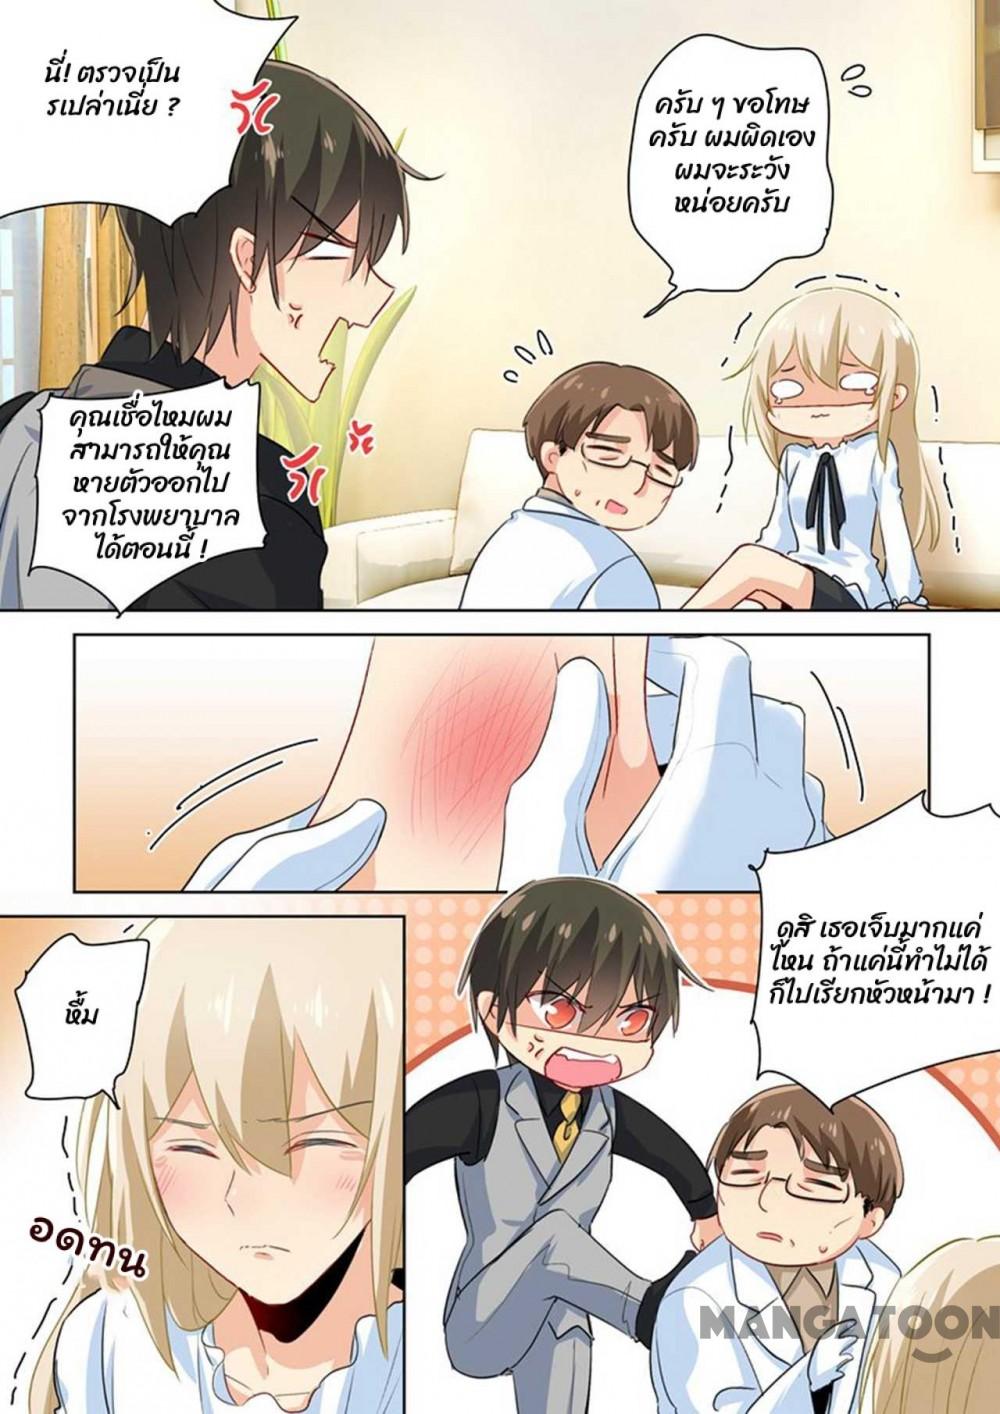 นี่! ตรวจเป็น
รเปล่าเนี่ย ?
ครับ ๆ ขอโทษ
ครับ ผมผิดเอง
ผมจะระวัง
หน่อยครับ
คุณเชื่อไหมผม
สามารถให้คุณ
หายตัวออกไป
จากโรงพยาบาล
ได้ตอนนี้ !
ดูสิ เธอเจ็บมากแค่
ไหน ถ้าแค่นี้ทำไม่ได้
ก็ไปเรียกหัวหน้ามา !
หื้ม
อดทน
MANGATOON